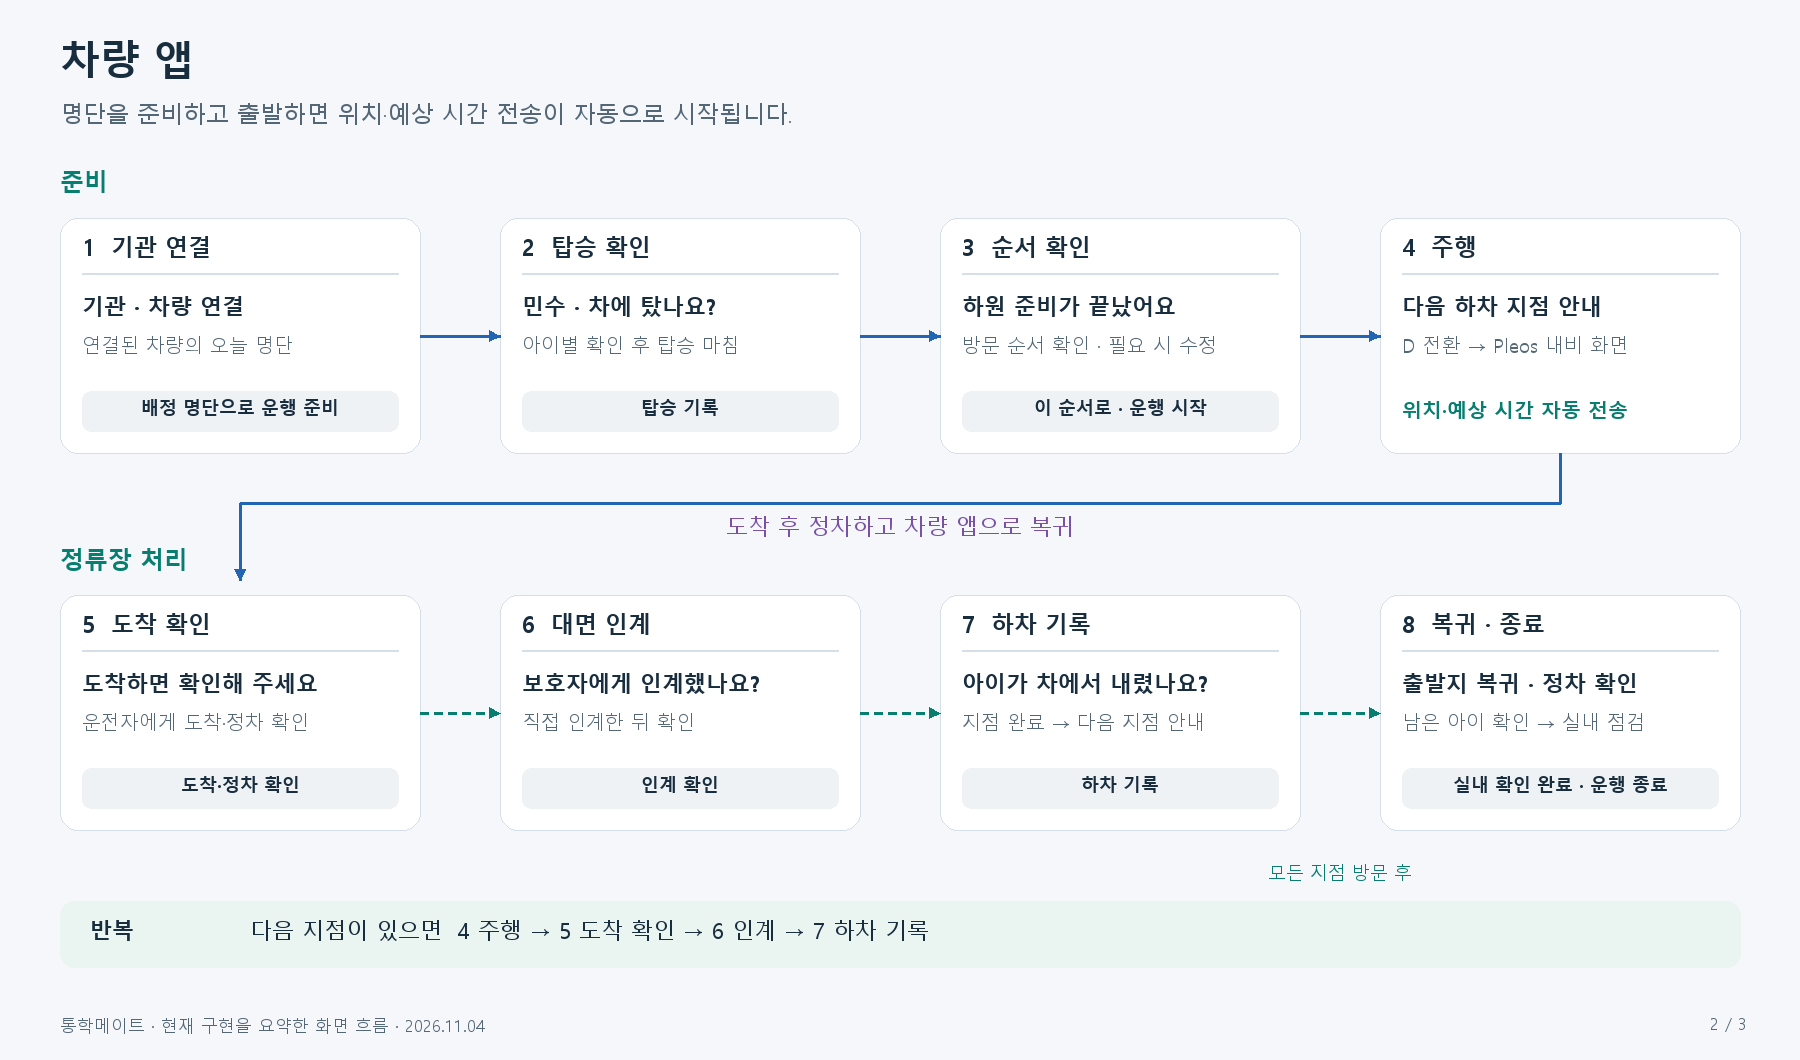 차량 앱
명단을 준비하고 출발하면 위치·예상 시간 전송이 자동으로 시작됩니다.
준비
1 기관 연결
기관 · 차량 연결
연결된 차량의 오늘 명단
배정 명단으로 운행 준비
2 탑승 확인
민수 · 차에 탔나요?
아이별 확인 후 탑승 마침
탑승 기록
3 순서 확인
하원 준비가 끝났어요
방문 순서 확인 · 필요 시 수정
이 순서로 · 운행 시작
4 주행
다음 하차 지점 안내
D 전환 → Pleos 내비 화면
위치·예상 시간 자동 전송
도착 후 정차하고 차량 앱으로 복귀
정류장 처리
5 도착 확인
도착하면 확인해 주세요
운전자에게 도착·정차 확인
도착·정차 확인
6 대면 인계
보호자에게 인계했나요?
직접 인계한 뒤 확인
인계 확인
7 하차 기록
아이가 차에서 내렸나요?
지점 완료 → 다음 지점 안내
하차 기록
8 복귀 · 종료
출발지 복귀 · 정차 확인
남은 아이 확인 → 실내 점검
실내 확인 완료 · 운행 종료
모든 지점 방문 후
반복 다음 지점이 있으면 4 주행 → 5 도착 확인 → 6 인계 → 7 하차 기록
통학메이트 · 현재 구현을 요약한 화면 흐름 · 2026.11.04
2 / 3